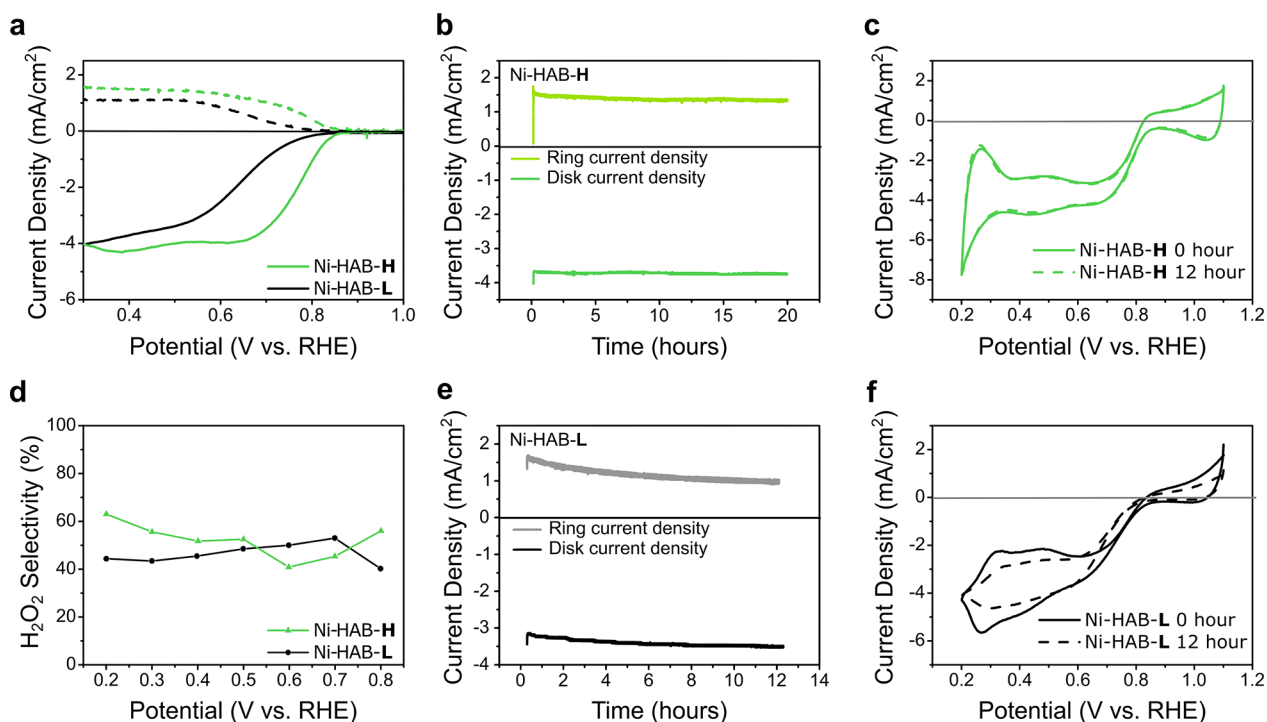 a
Current Density (mA/cm²)
2
0
-2
-4
-6
0.4
0.6
0.8
1.0
Potential (V vs. RHE)
Ni-HAB-H
Ni-HAB-L
b
Current Density (mA/cm²)
Ni-HAB-H
2
1
0
-1
-2
-3
-4
Ring current density
Disk current density
0
5
10
15
20
Time (hours)
c
Current Density (mA/cm²)
2
0
-2
-4
-6
-8
Ni-HAB-H 0 hour
Ni-HAB-H 12 hour
0.2
0.4
0.6
0.8
1.0
1.2
Potential (V vs. RHE)
d
H₂O₂ Selectivity (%)
100
80
60
40
20
0
Ni-HAB-H
Ni-HAB-L
0.2
0.3
0.4
0.5
0.6
0.7
0.8
Potential (V vs. RHE)
e
Current Density (mA/cm²)
Ni-HAB-L
2
1
0
-1
-2
-3
-4
Ring current density
Disk current density
0
2
4
6
8
10
12
14
Time (hours)
f
Current Density (mA/cm²)
2
0
-2
-4
-6
Ni-HAB-L 0 hour
Ni-HAB-L 12 hour
0.2
0.4
0.6
0.8
1.0
1.2
Potential (V vs. RHE)